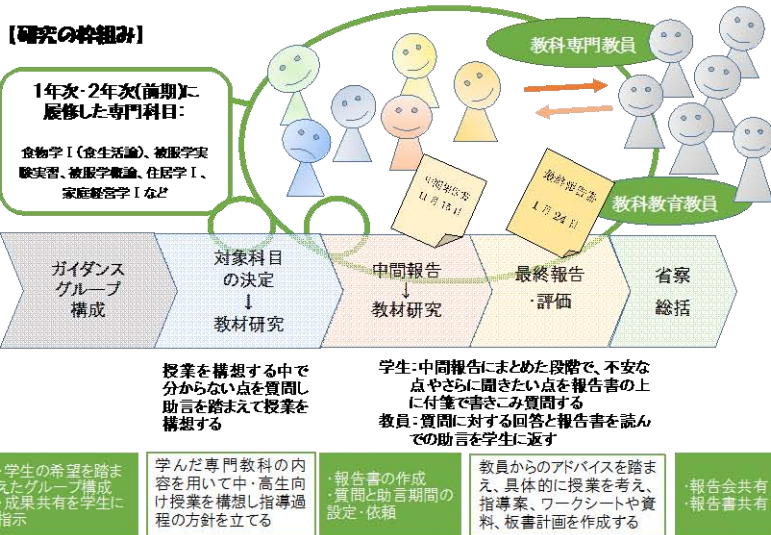 【研究の枠組み】
1年次・2年次(前期)に
履修した専門科目:
食物学Ⅰ(食生活論)、被服学実
験実習、被服学概論、住居学Ⅰ、
家庭経営学Ⅰなど
教科専門教員
教科教育教員
中間報告書
11月15日
最終報告書
1月24日
ガイダンス
グループ
構成
対象科目
の決定
↓
教材研究
中間報告
↓
教材研究
最終報告
・評価
省察
総括
授業を構想する中で
分からない点を質問し
助言を踏まえて授業を
構想する
学生:中間報告にまとめた段階で、不安な
点やさらに聞きたい点を報告書の上
に付箋で書きこみ質問する
教員:質問に対する回答と報告書を読ん
での助言を学生に返す
・学生の希望を踏ま
えたグループ構成
・成果共有を学生に
指示
学んだ専門教科の内
容を用いて中・高生向
け授業を構想し指導過
程の方針を立てる
・報告書の作成
・質問と助言期間の
設定・依頼
教員からのアドバイスを踏ま
え、具体的に授業を考え、
指導案、ワークシートや資
料、板書計画を作成する
・報告会共有
・報告書共有